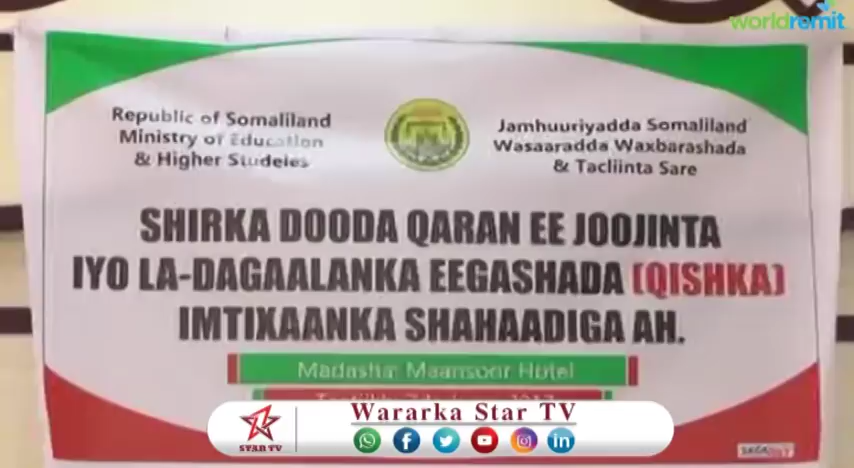 worldremit
Republic of Somaliland
Ministry of Education
& Higher Studeies
Jamhuuriyadda Somaliland
Wasaaradda Waxbarashada
& Tacliinta Sare
SHIRKA DOODA QARAN EE JOOJINTA
IYO LA-DAGAALANKA EEGASHADA (QISHKA)
IMTIXAANKA SHAHAADIGA AH.
Madasha: Maansoor Hotel
Wararka Star TV
STAR TV